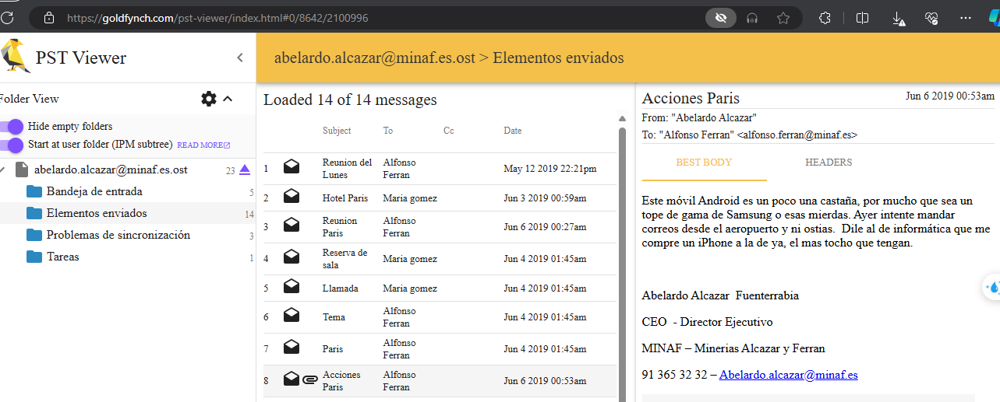 https://goldfynch.com/pst-viewer/index.html#0/8642/2100996
PST Viewer
Folder View
Hide empty folders
Start at user folder (IPM subtree) READ MORE
abelardo.alcazar@minaf.es.ost 23
Bandeja de entrada 5
Elementos enviados 14
Problemas de sincronización 3
Tareas 1
abelardo.alcazar@minaf.es.ost > Elementos enviados
Loaded 14 of 14 messages
Subject To Cc Date
1 Reunion del Alfonso May 12 2019 22:21pm
Lunes Ferran
2 Hotel Paris Maria gomez Jun 3 2019 00:59am
3 Reunion Alfonso Jun 6 2019 00:27am
Paris Ferran
4 Reserva de Maria gomez Jun 4 2019 01:45am
sala
5 Llamada Maria gomez Jun 4 2019 01:45am
6 Tema Alfonso Jun 4 2019 01:45am
Ferran
7 Paris Alfonso Jun 4 2019 01:45am
Ferran
8 Acciones Alfonso Jun 6 2019 00:53am
Paris Ferran
Acciones Paris Jun 6 2019 00:53am
From: "Abelardo Alcazar"
To: "Alfonso Ferran" <alfonso.ferran@minaf.es>
BEST BODY HEADERS
Este móvil Android es un poco una castaña, por mucho que sea un
tope de gama de Samsung o esas mierdas. Ayer intente mandar
correos desde el aeropuerto y ni ostias. Dile al de informática que me
compre un iPhone a la de ya, el mas tocho que tengan.
Abelardo Alcazar Fuenterrabia
CEO - Director Ejecutivo
MINAF – Minerias Alcazar y Ferran
91 365 32 32 – Abelardo.alcazar@minaf.es